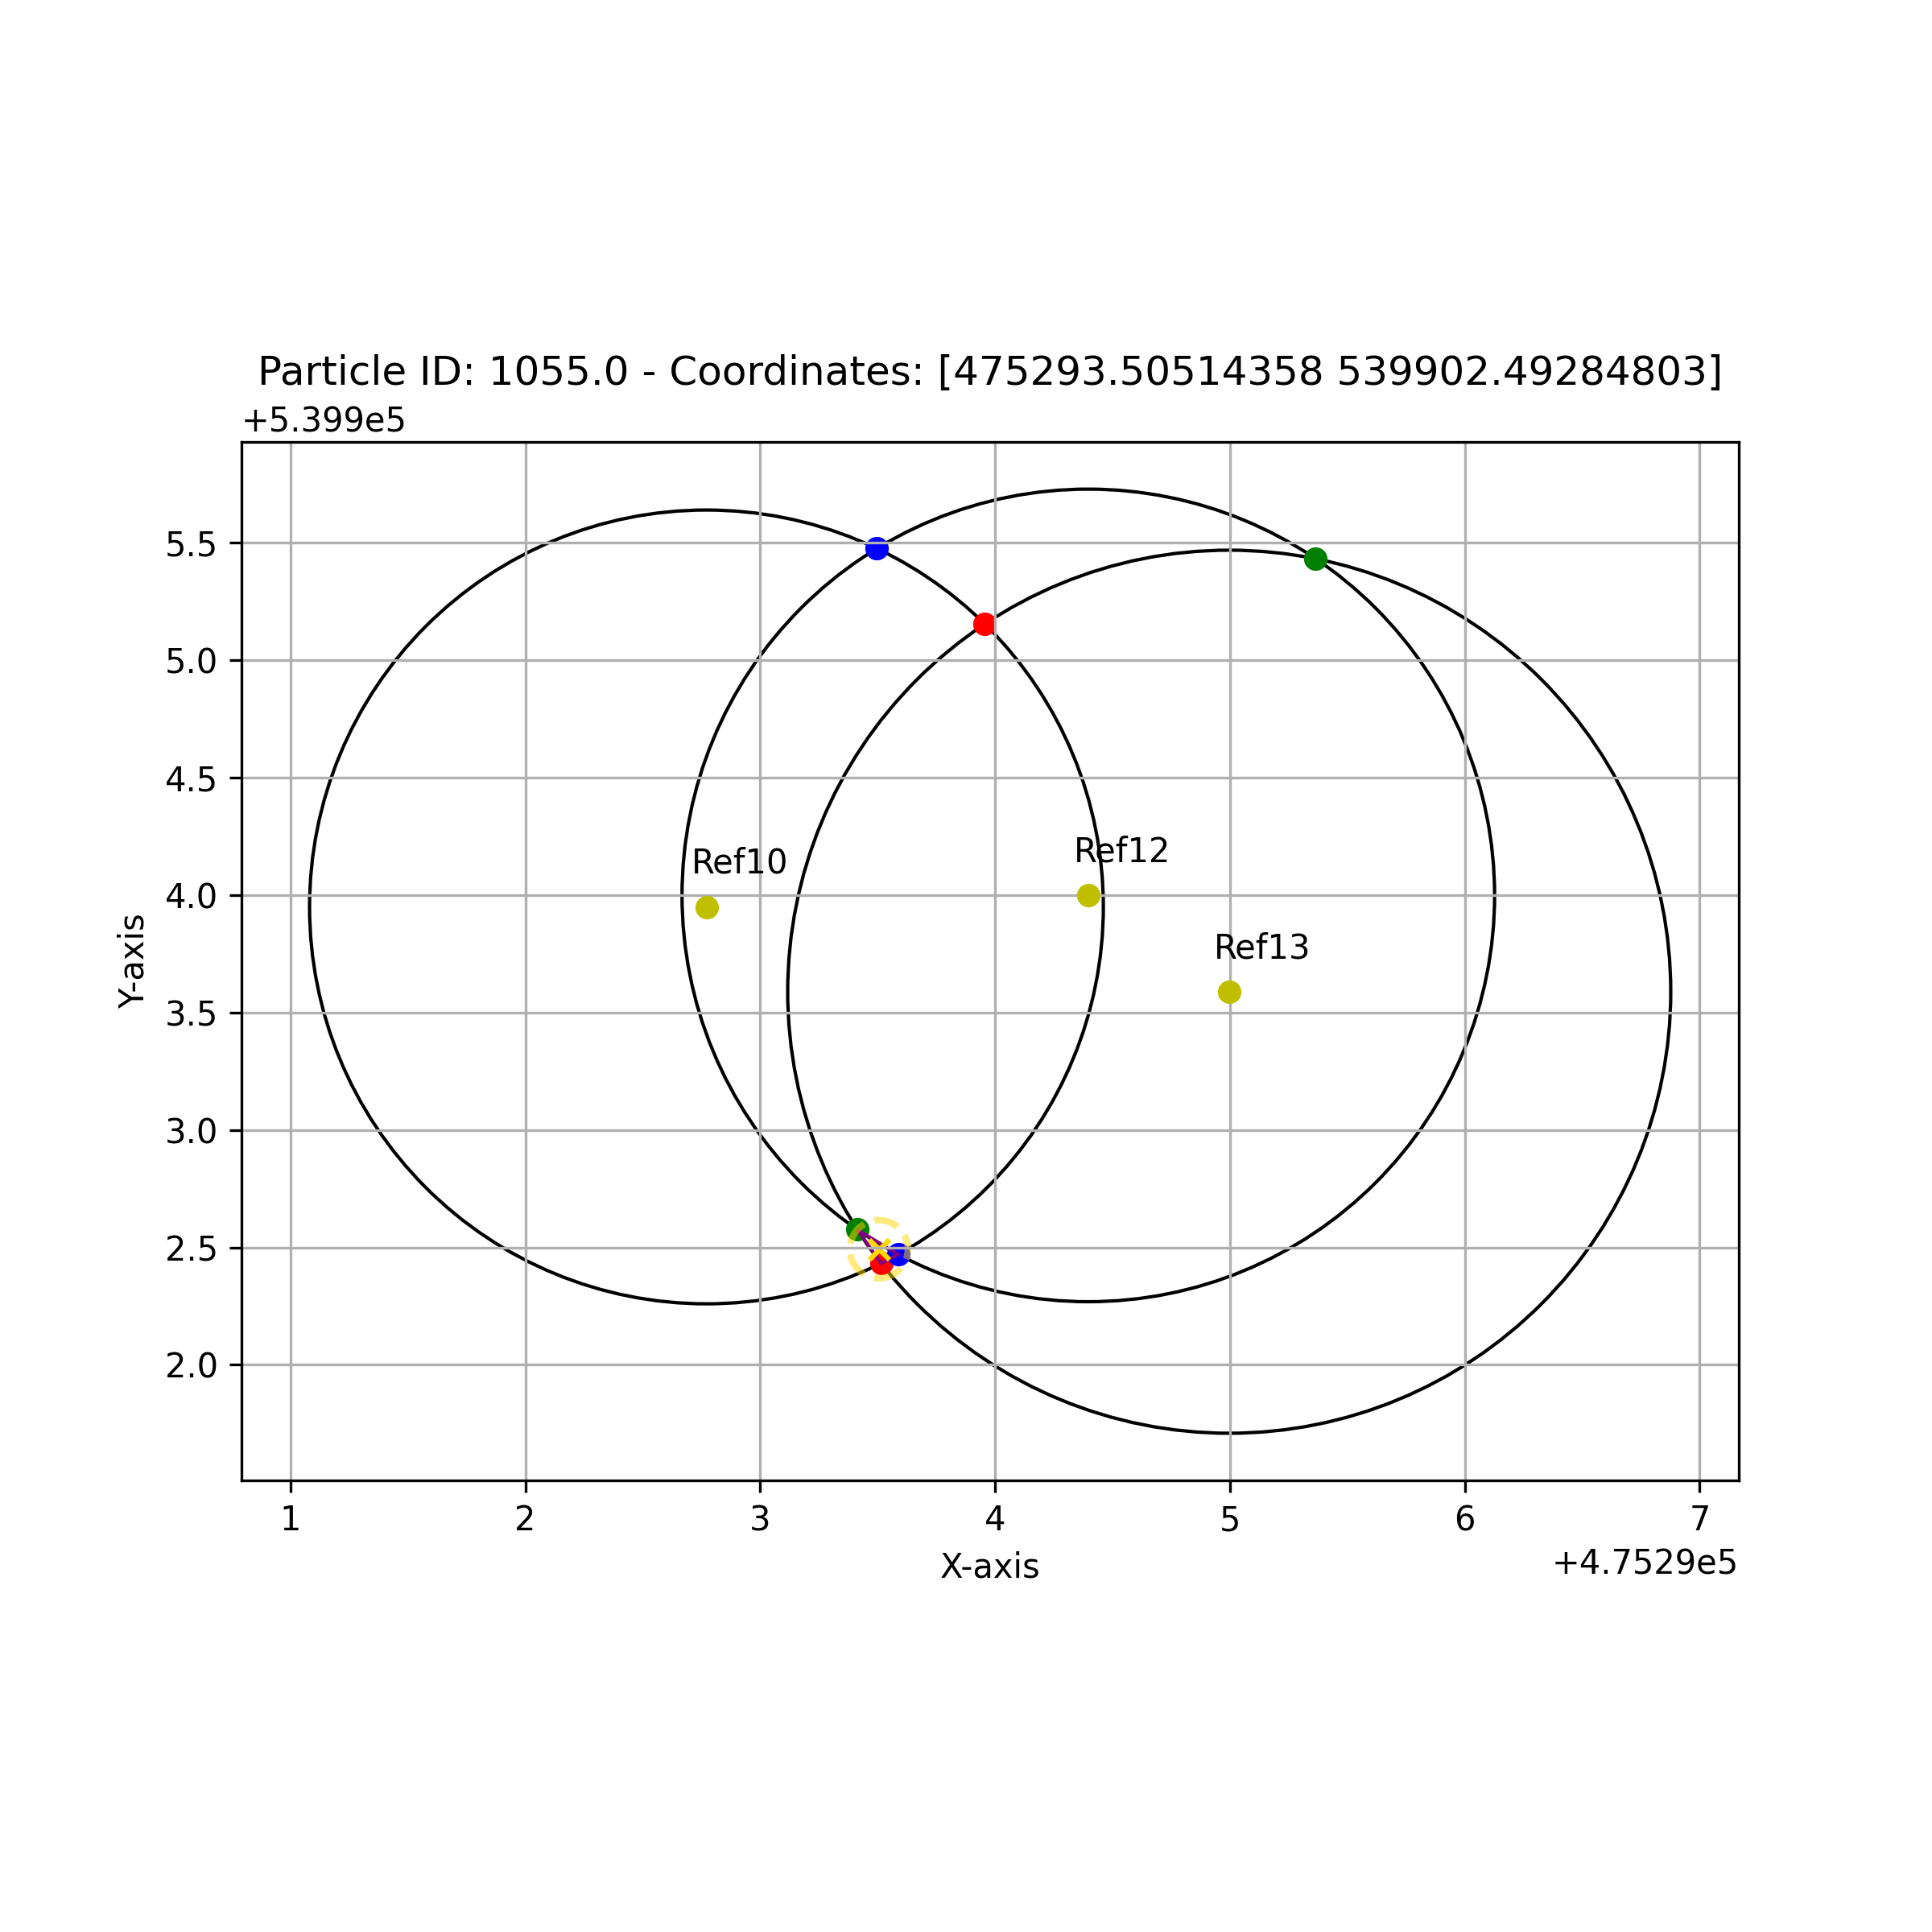 Particle ID: 1055.0 - Coordinates: [475293.50514358 539902.49284803]
+5.399e5
5.5
5.0
4.5
4.0
3.5
3.0
2.5
2.0
Y-axis
Ref10
Ref12
Ref13
1 2 3 4 5 6 7
X-axis
+4.7529e5